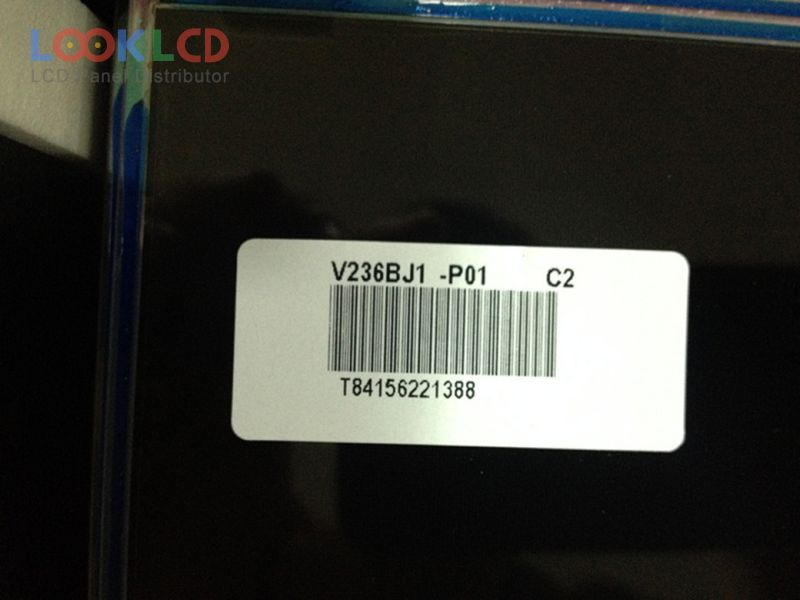 LOOKLCD
LCD Panel Distributor
V236BJ1 -P01 C2
T84156221388